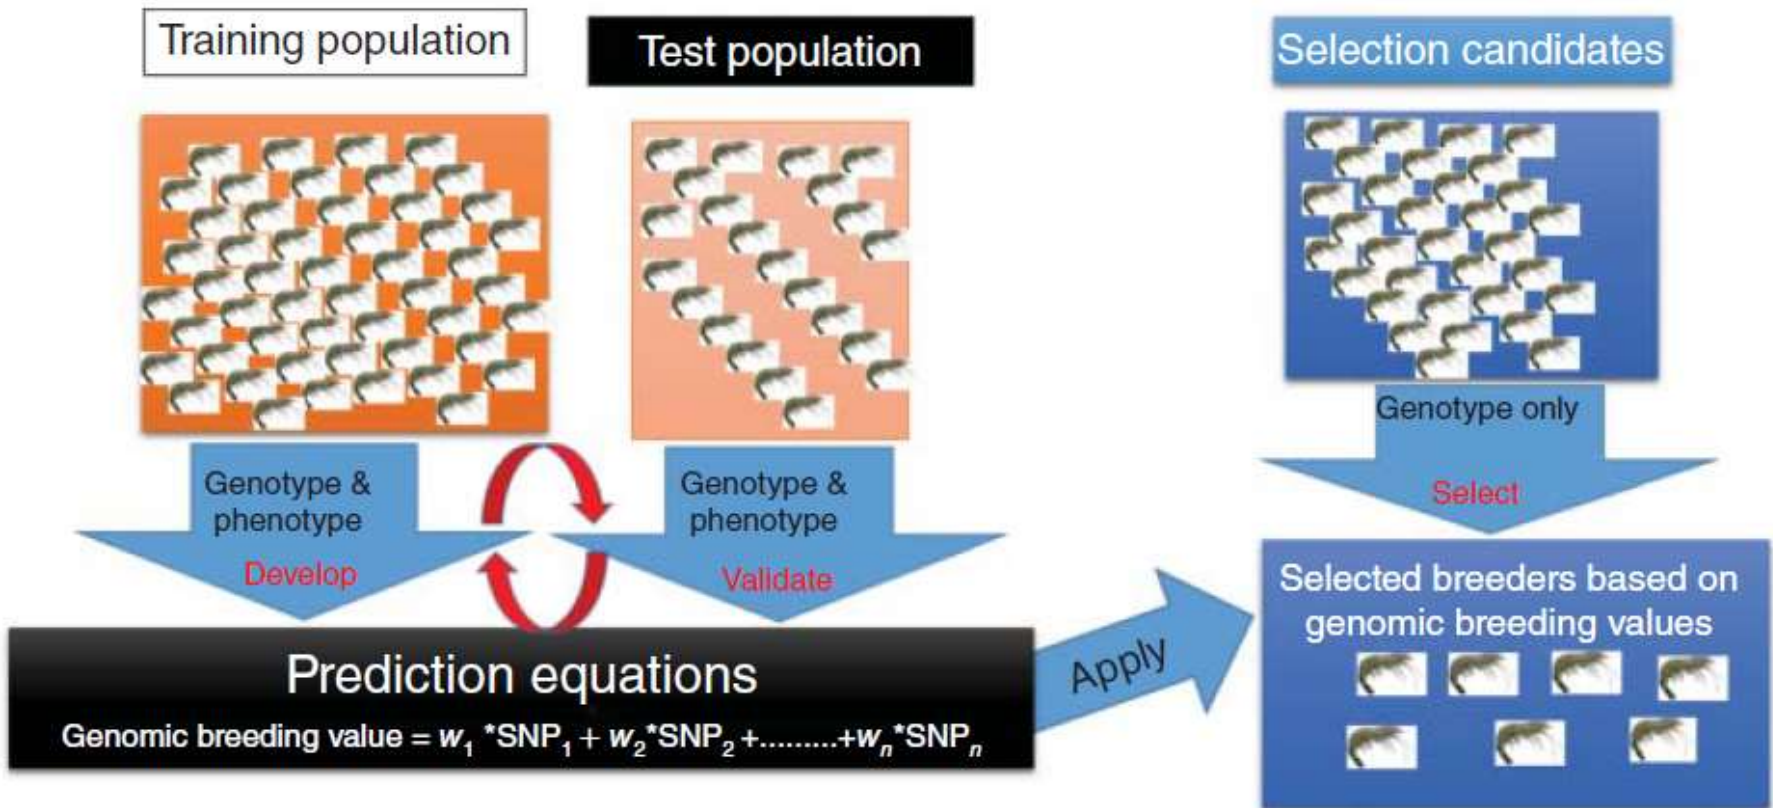 Training population
Test population
Selection candidates
Genotype &
phenotype
Develop
Genotype &
phenotype
Validate
Genotype only
Select
Prediction equations
Genomic breeding value = w1 *SNP1 + w2*SNP2 +.........+wn*SNPn
Apply
Selected breeders based on
genomic breeding values